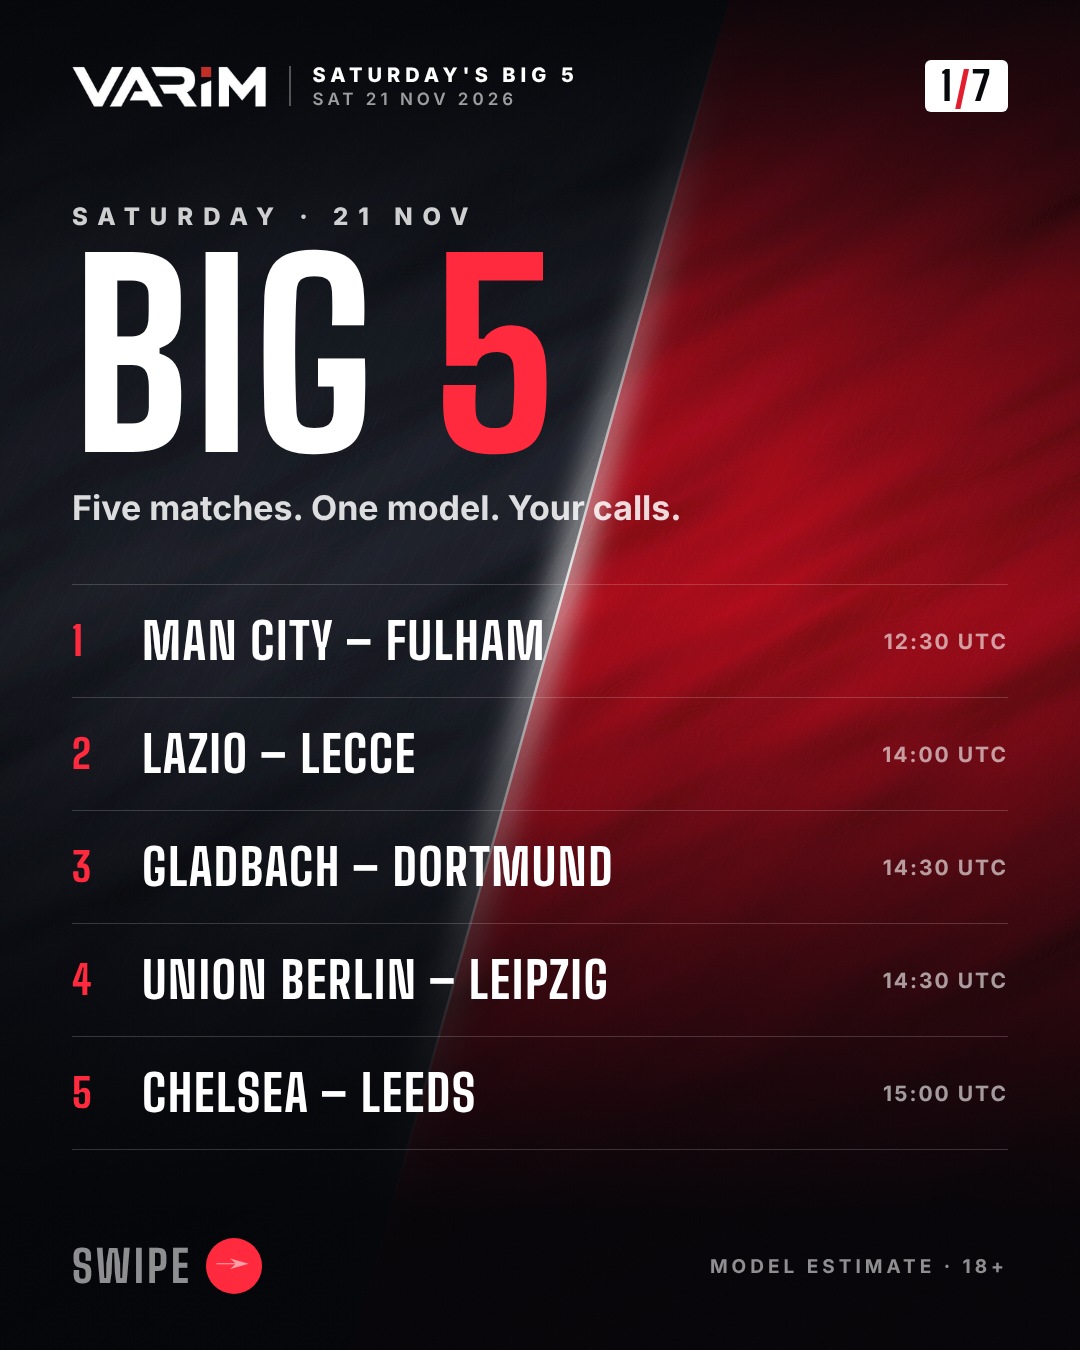 VARiM
SATURDAY'S BIG 5
SAT 21 NOV 2026
1/7
SATURDAY · 21 NOV
BIG 5
Five matches. One model. Your calls.
1 MAN CITY – FULHAM 12:30 UTC
2 LAZIO – LECCE 14:00 UTC
3 GLADBACH – DORTMUND 14:30 UTC
4 UNION BERLIN – LEIPZIG 14:30 UTC
5 CHELSEA – LEEDS 15:00 UTC
SWIPE
MODEL ESTIMATE · 18+